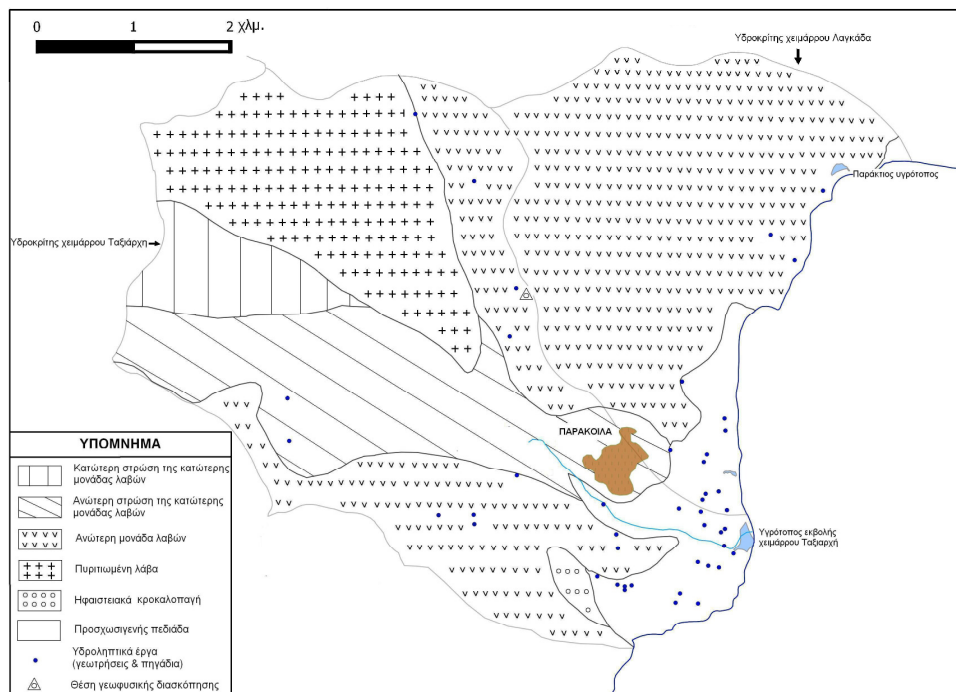 0 1 2 χλμ.
Υδροκρίτης χειμάρρου Λαγκάδα
Παράκτιος υγρότοπος
Υδροκρίτης χειμάρρου Ταξιάρχη
ΠΑΡΑΚΟΙΛΑ
Υγρότοπος εκβολής
χειμάρρου Ταξιαρχή
ΥΠΟΜΝΗΜΑ
Κατώτερη στρώση της κατώτερης
μονάδας λαβών
Ανώτερη στρώση της κατώτερης
μονάδας λαβών
Ανώτερη μονάδα λαβών
Πυριτιωμένη λάβα
Ηφαιστειακά κροκαλοπαγή
Προσχωσιγενής πεδιάδα
Υδροληπτικά έργα
(γεωτρήσεις & πηγάδια)
Θέση γεωφυσικής διασκόπησης